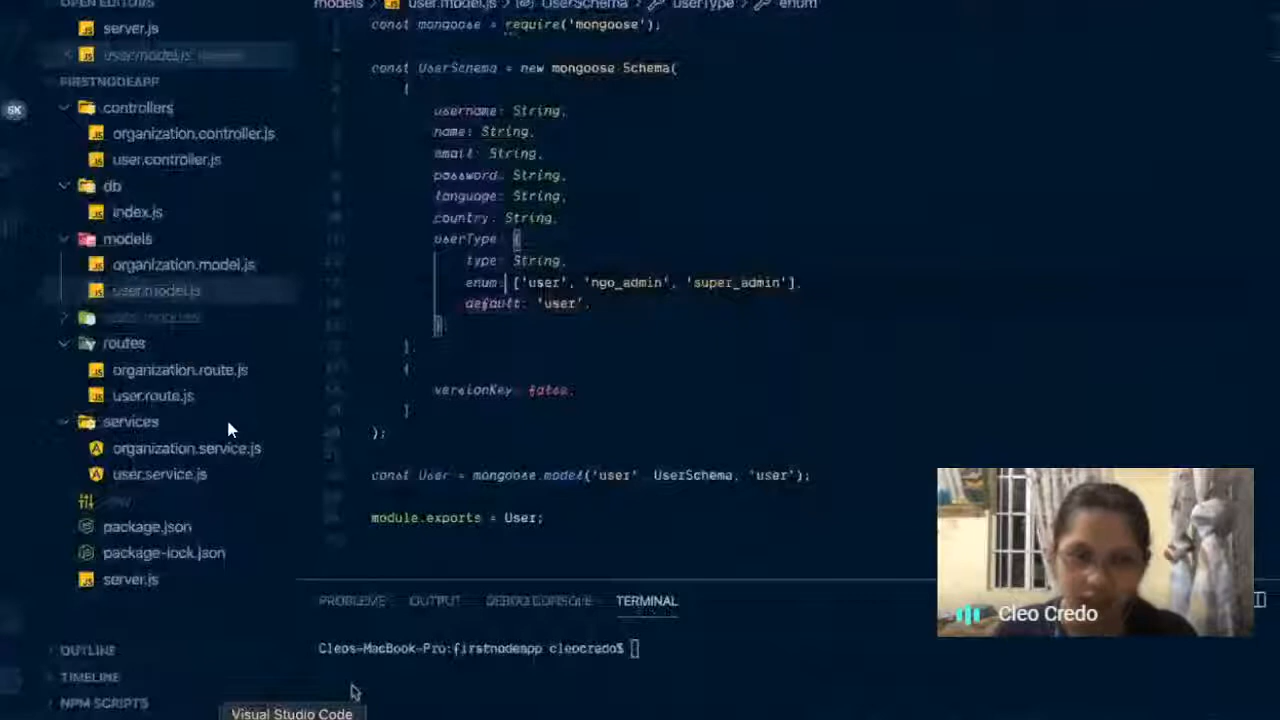 OPEN EDITORS
server.js
user.model.js
FIRSTNODEAPP
controllers
organization.controller.js
user.controller.js
db
index.js
models
organization.model.js
user.model.js
node_modules
routes
organization.route.js
user.route.js
services
organization.service.js
user.service.js
.env
package.json
package-lock.json
server.js
OUTLINE
TIMELINE
NPM SCRIPTS
SK
models user.model.js UserSchema userType enum
const mongoose = require('mongoose');
const UserSchema = new mongoose.Schema(
{
username: String,
name: String,
email: String,
password: String,
language: String,
country: String,
userType: {
type: String,
enum: ['user', 'ngo_admin', 'super_admin'],
default: 'user',
}
},
{
versionKey: false,
}
);
const User = mongoose.model('user', UserSchema, 'user');
module.exports = User;
PROBLEMS OUTPUT DEBUG CONSOLE TERMINAL
Cleos-MacBook-Pro:firstnodeapp cleocredo$
Visual Studio Code
Cleo Credo